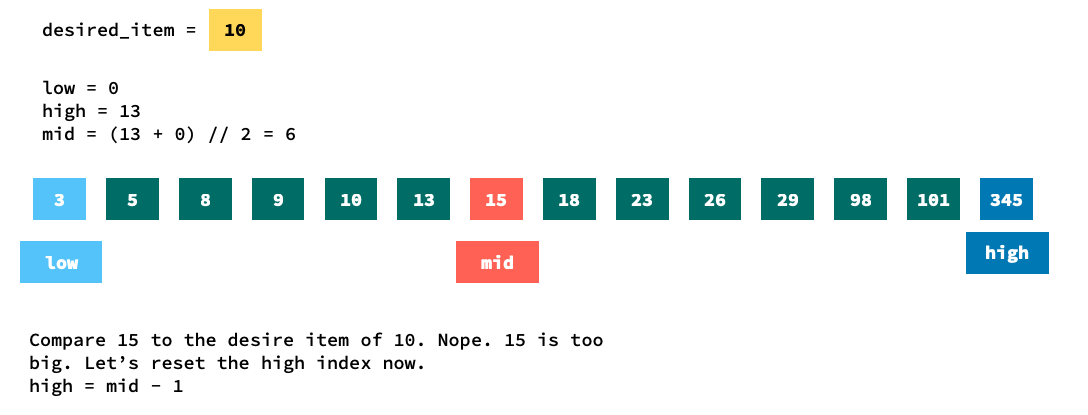 desired_item = 10
low = 0
high = 13
mid = (13 + 0) // 2 = 6
3 5 8 9 10 13 15 18 23 26 29 98 101 345
low mid high
Compare 15 to the desire item of 10. Nope. 15 is too
big. Let’s reset the high index now.
high = mid - 1